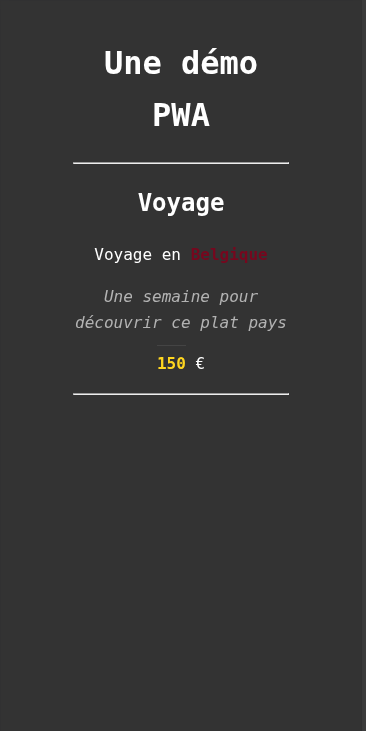 Une démo
PWA
Voyage
Voyage en Belgique
Une semaine pour
découvrir ce plat pays
150 €